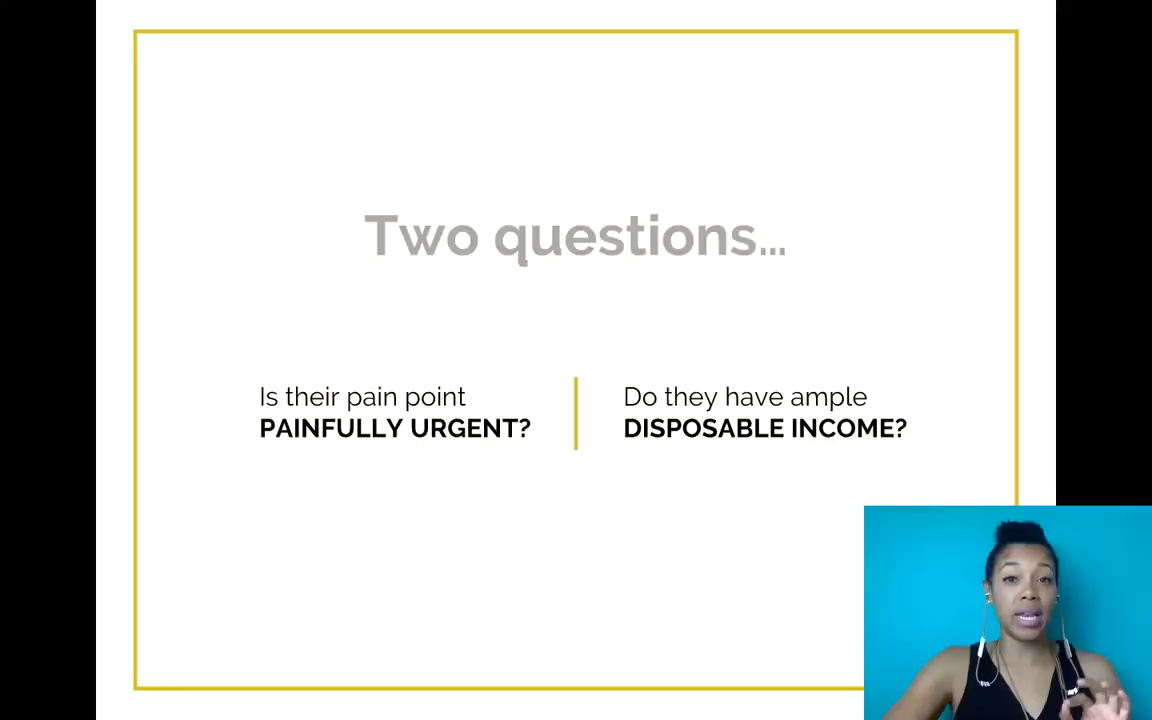 Two questions...
Is their pain point
PAINFULLY URGENT?
Do they have ample
DISPOSABLE INCOME?